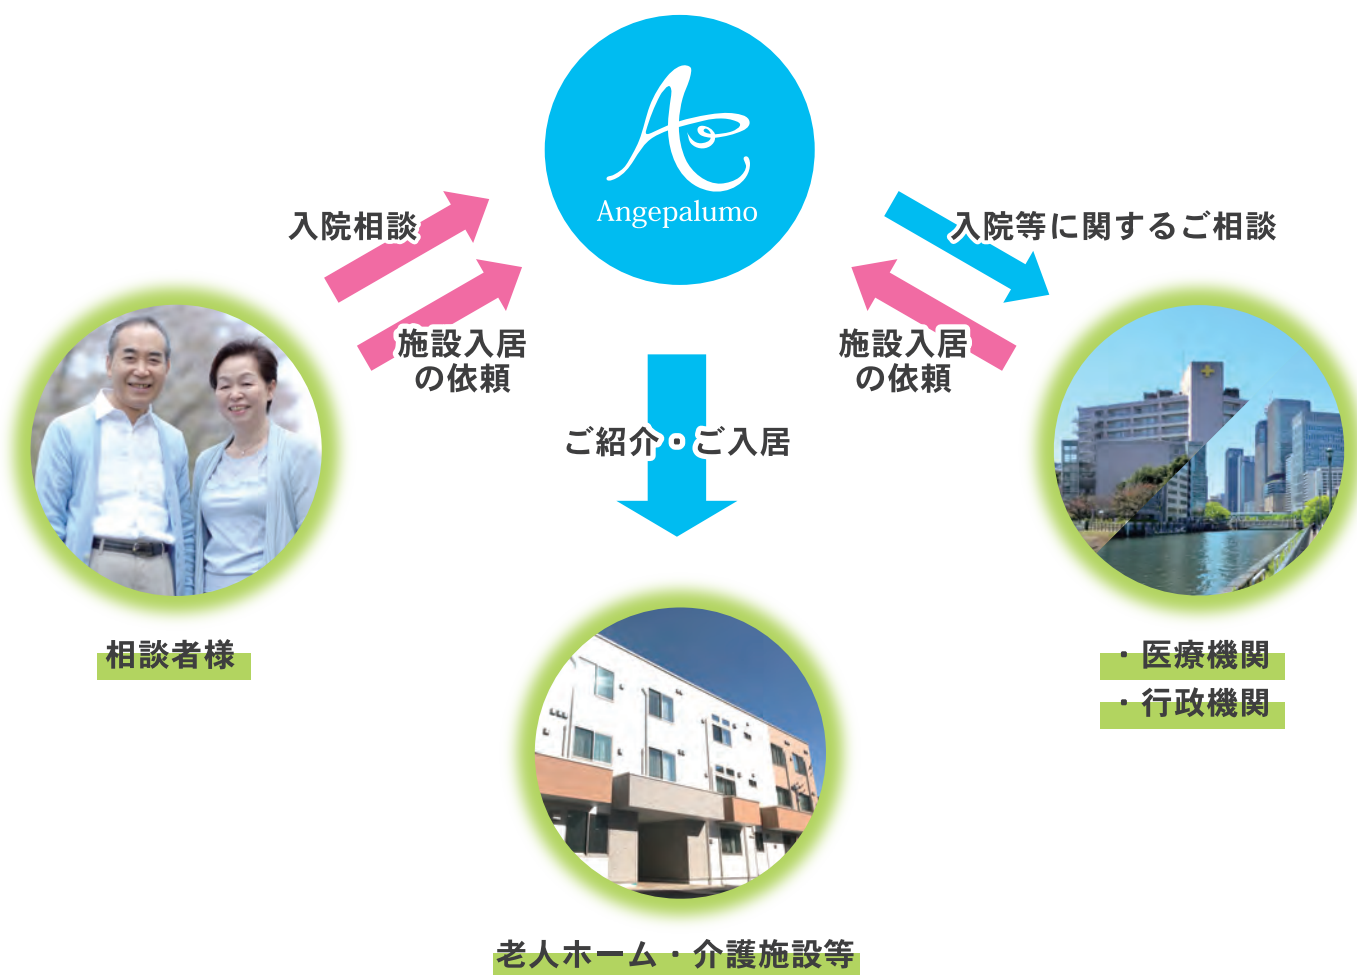 Angepalumo
入院相談
施設入居
の依頼
入院等に関するご相談
施設入居
の依頼
ご紹介・ご入居
相談者様
・医療機関
・行政機関
老人ホーム・介護施設等